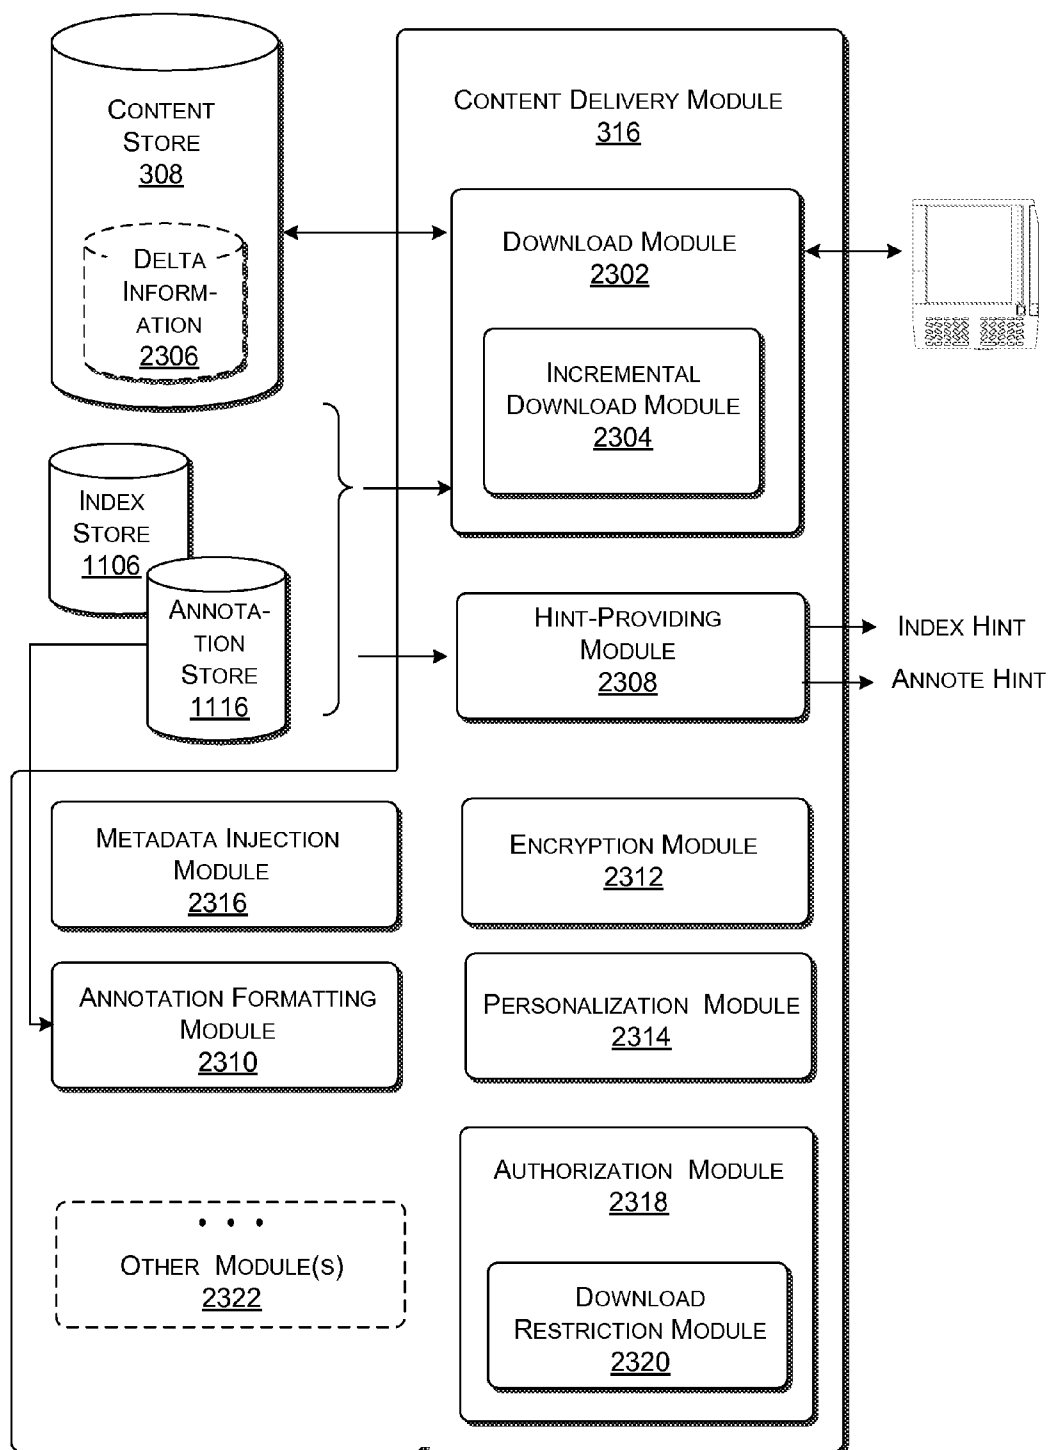 CONTENT
STORE
308
DELTA
INFORM-
ATION
2306
INDEX
STORE
1106
ANNOTA-
TION
STORE
1116
CONTENT DELIVERY MODULE
316
DOWNLOAD MODULE
2302
INCREMENTAL
DOWNLOAD MODULE
2304
HINT-PROVIDING
MODULE
2308
INDEX HINT
ANNOTE HINT
METADATA INJECTION
MODULE
2316
ENCRYPTION MODULE
2312
ANNOTATION FORMATTING
MODULE
2310
PERSONALIZATION MODULE
2314
AUTHORIZATION MODULE
2318
DOWNLOAD
RESTRICTION MODULE
2320
• • •
OTHER MODULE(S)
2322